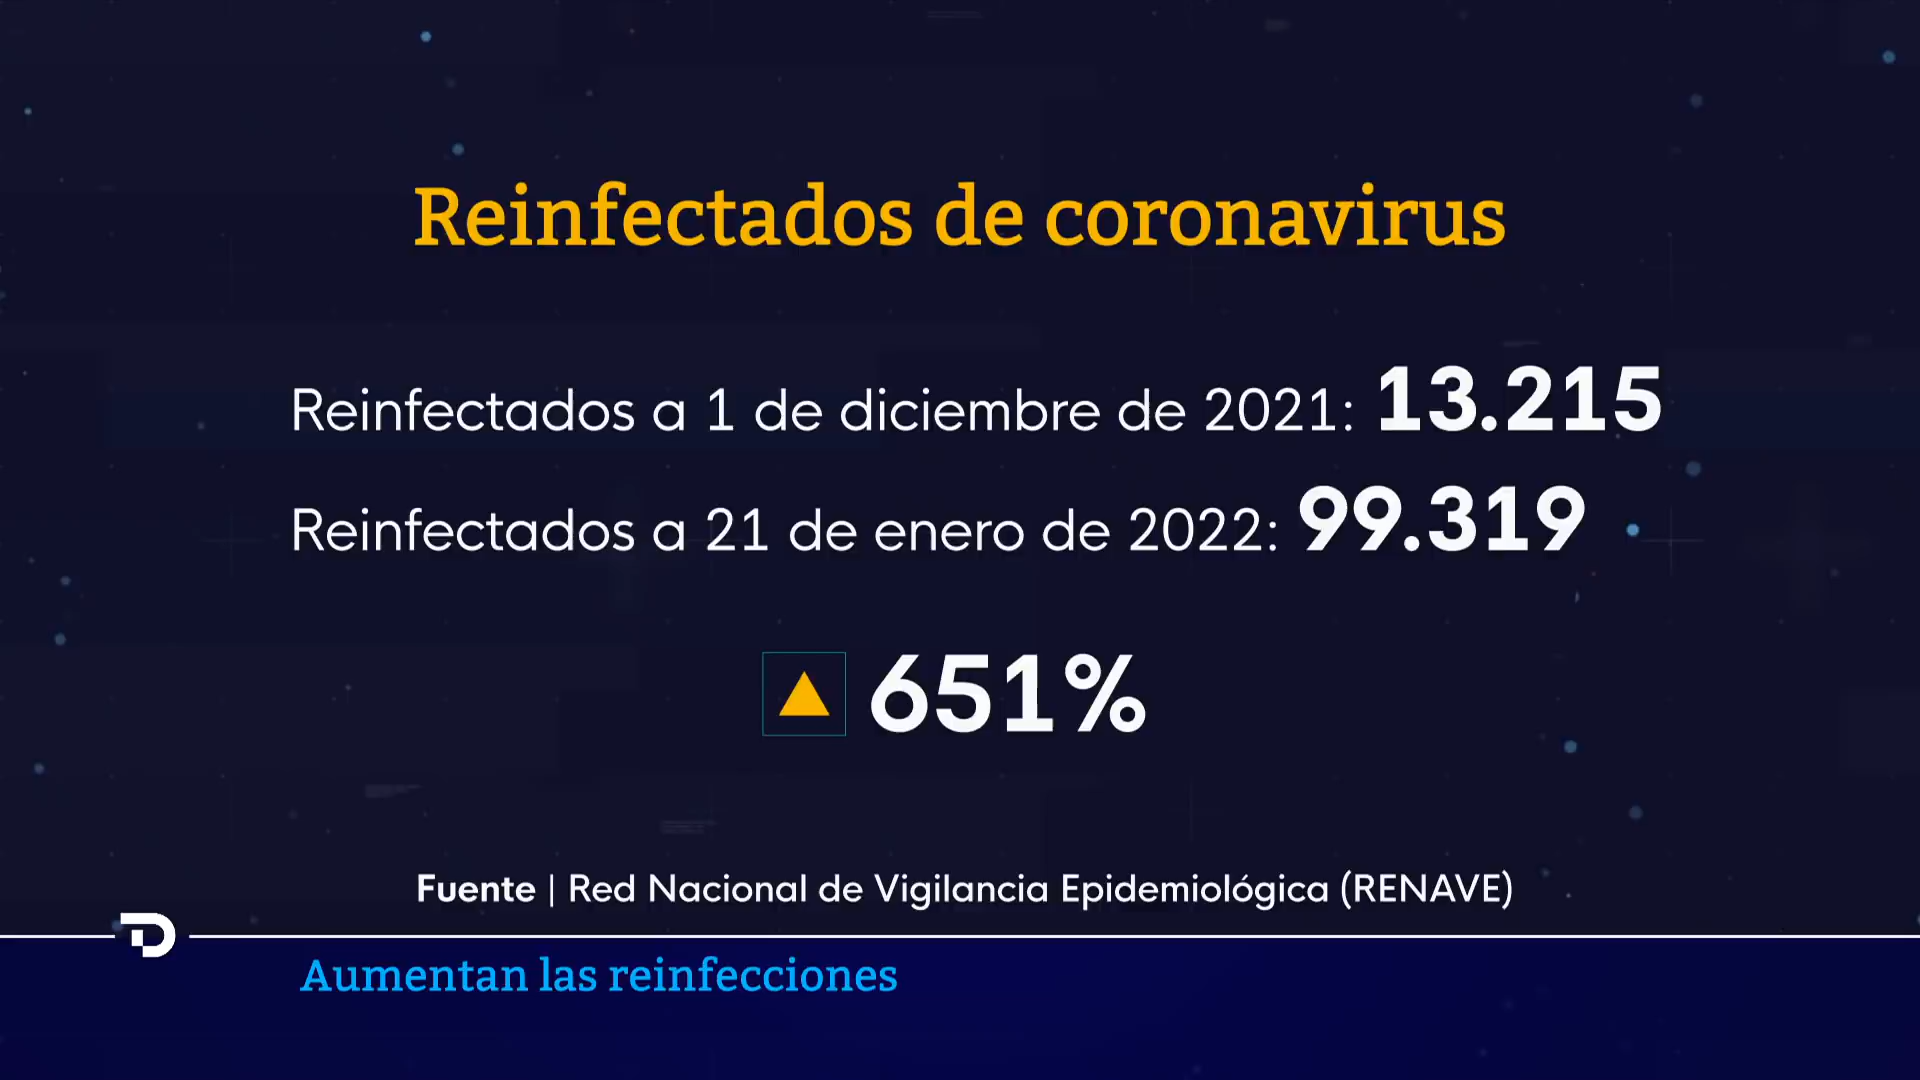 Reinfectados de coronavirus
Reinfectados a 1 de diciembre de 2021: 13.215
Reinfectados a 21 de enero de 2022: 99.319
651%
Fuente | Red Nacional de Vigilancia Epidemiológica (RENAVE)
Aumentan las reinfecciones